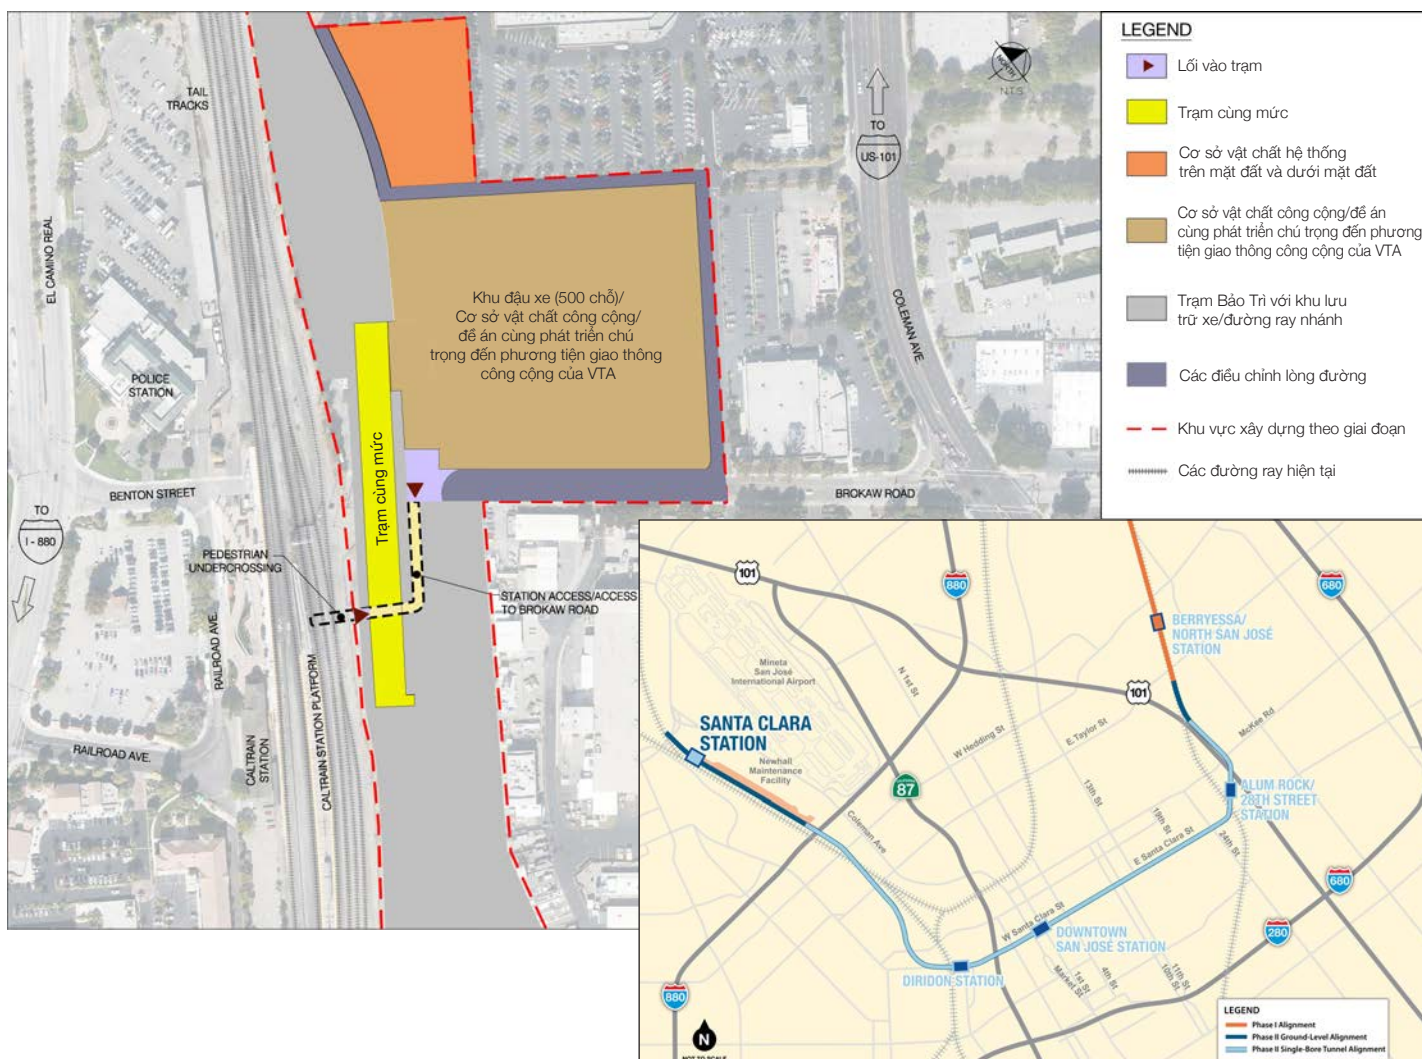 TAIL
TRACKS
EL CAMINO REAL
POLICE
STATION
BENTON STREET
TO
I - 880
PEDESTRIAN
UNDERCROSSING
RAILROAD AVE.
RAILROAD AVE.
CALTRAIN
STATION
CALTRAIN STATION PLATFORM
Trạm cùng mức
Khu đậu xe (500 chỗ)/
Cơ sở vật chất công cộng/
đề án cùng phát triển chú
trọng đến phương tiện giao thông
công cộng của VTA
STATION ACCESS/ACCESS
TO BROKAW ROAD
BROKAW ROAD
COLEMAN AVE.
TO
US-101
NORTH
N.T.S.
LEGEND
Lối vào trạm
Trạm cùng mức
Cơ sở vật chất hệ thống
trên mặt đất và dưới mặt đất
Cơ sở vật chất công cộng/đề án
cùng phát triển chú trọng đến phương
tiện giao thông công cộng của VTA
Trạm Bảo Trì với khu lưu
trữ xe/đường ray nhánh
Các điều chỉnh lòng đường
Khu vực xây dựng theo giai đoạn
Các đường ray hiện tại
101
880
680
BERRYESSA/
NORTH SAN JOSÉ
STATION
Mineta
San José
International Airport
N 1st St
101
McKee Rd
SANTA CLARA
STATION
W Hedding St
E Taylor St
Newhall
Maintenance
Facility
87
13th St
19th St
24th St
ALUM ROCK/
28TH STREET
STATION
Coleman Ave
E Santa Clara St
680
W Santa Clara St
DOWNTOWN
SAN JOSÉ STATION
280
DIRIDON STATION
Market St
1st St
4th St
10th St
11th St
880
N
NOT TO SCALE
LEGEND
Phase I Alignment
Phase II Ground-Level Alignment
Phase II Single-Bore Tunnel Alignment